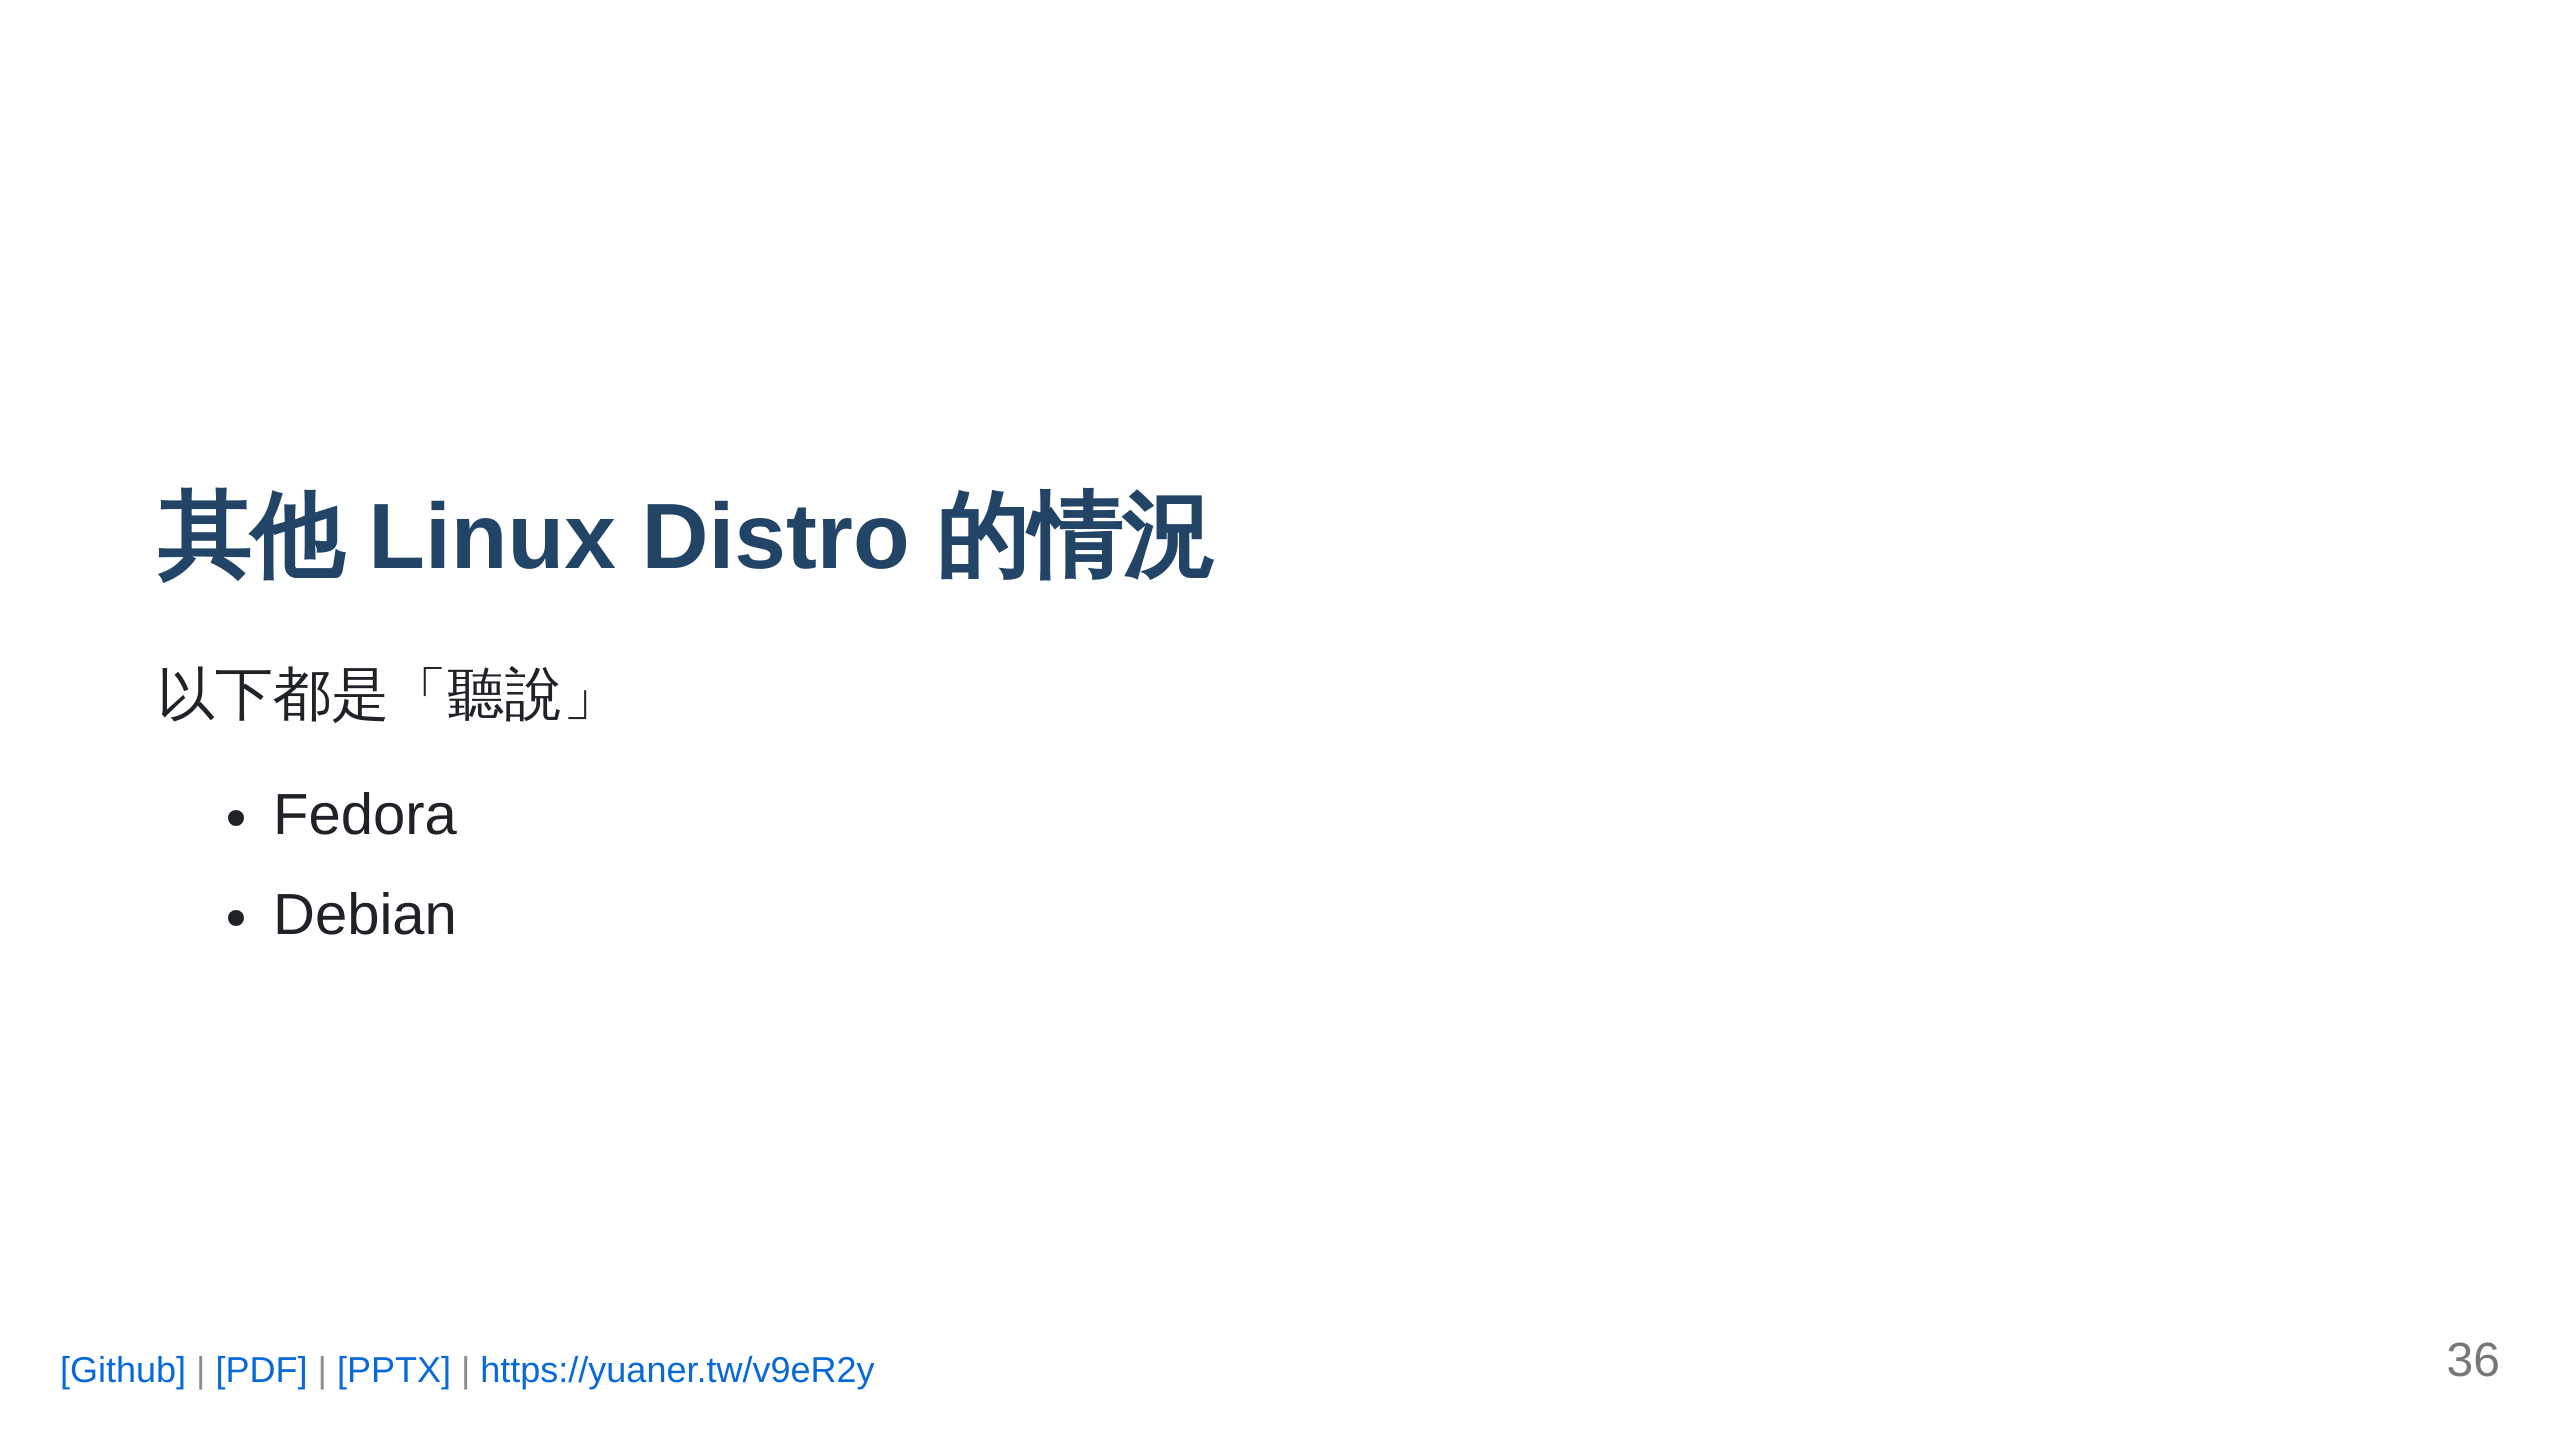 其他 Linux Distro 的情況
以下都是「聽說」
• Fedora
• Debian
[Github] | [PDF] | [PPTX] | https://yuaner.tw/v9eR2y
36